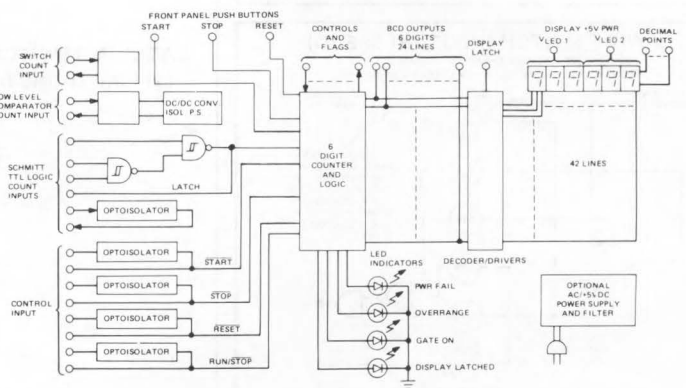 FRONT PANEL PUSH BUTTONS
START
STOP
RESET
CONTROLS
AND
FLAGS
BCD OUTPUTS
6 DIGITS
24 LINES
DISPLAY
LATCH
DISPLAY +5V PWR
VLED 1
VLED 2
DECIMAL
POINTS
SWITCH
COUNT
INPUT
OW LEVEL
OMPARATOR
OUNT INPUT
DC/DC CONV
ISOL P.S.
SCHMITT
TTL LOGIC
COUNT
INPUTS
LATCH
OPTOISOLATOR
6
DIGIT
COUNTER
AND
LOGIC
42 LINES
CONTROL
INPUT
OPTOISOLATOR
START
OPTOISOLATOR
STOP
OPTOISOLATOR
RESET
OPTOISOLATOR
RUN/STOP
LED
INDICATORS
DECODER/DRIVERS
PWR FAIL
OVERRANGE
GATE ON
DISPLAY LATCHED
OPTIONAL
AC/+5V DC
POWER SUPPLY
AND FILTER